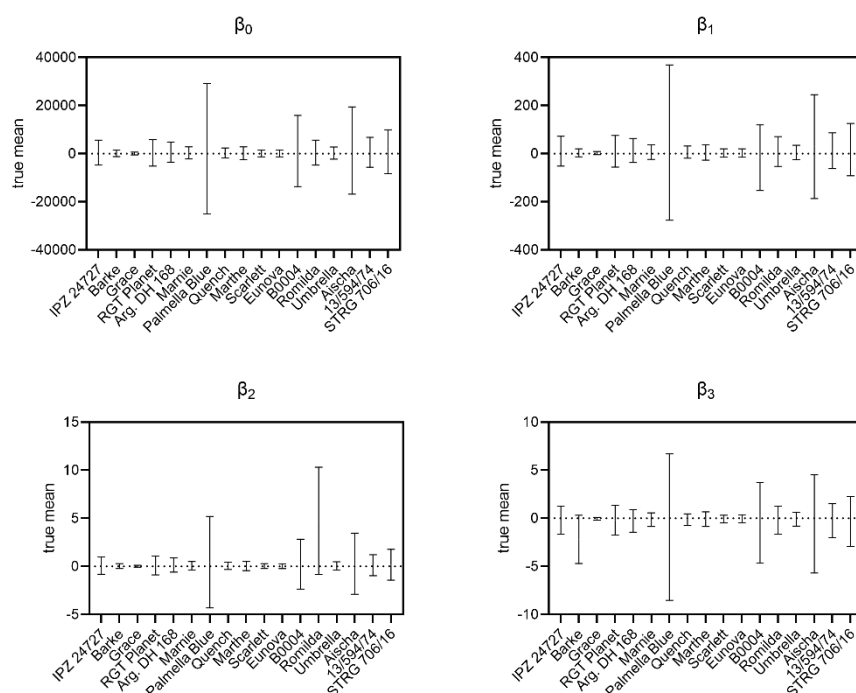 β0
true mean
40000
20000
0
-20000
-40000
IPZ 24727
Barke
Grace
RGT Planet
Arg. DH 168
Marnie
Palmella Blue
Quench
Marthe
Scarlett
Eunova
B0004
Romilda
Umbrella
Aischa
13/594/74
STRG 706/16
β1
true mean
400
200
0
-200
-400
IPZ 24727
Barke
Grace
RGT Planet
Arg. DH 168
Marnie
Palmella Blue
Quench
Marthe
Scarlett
Eunova
B0004
Romilda
Umbrella
Aischa
13/594/74
STRG 706/16
β2
true mean
15
10
5
0
-5
IPZ 24727
Barke
Grace
RGT Planet
Arg. DH 168
Marnie
Palmella Blue
Quench
Marthe
Scarlett
Eunova
B0004
Romilda
Umbrella
Aischa
13/594/74
STRG 706/16
β3
true mean
10
5
0
-5
-10
IPZ 24727
Barke
Grace
RGT Planet
Arg. DH 168
Marnie
Palmella Blue
Quench
Marthe
Scarlett
Eunova
B0004
Romilda
Umbrella
Aischa
13/594/74
STRG 706/16